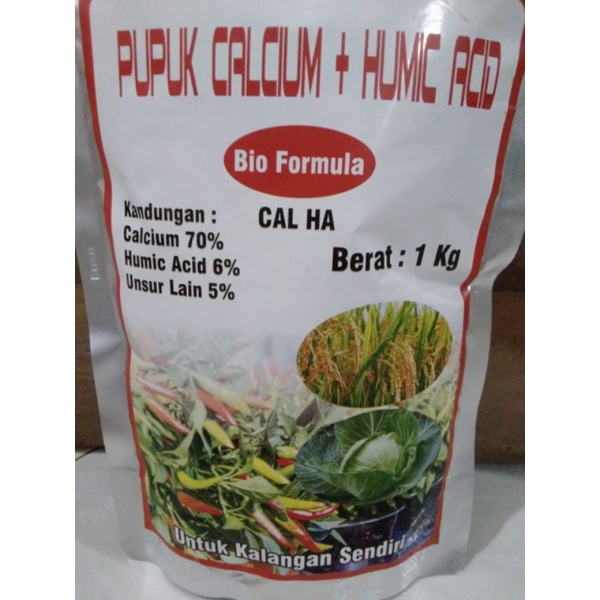 PUPUK CALCIUM + HUMIC ACID
Bio Formula
Kandungan :
CAL HA
Calcium 70%
Humic Acid 6%
Unsur Lain 5%
Berat : 1 Kg
Untuk Kalangan Sendiri